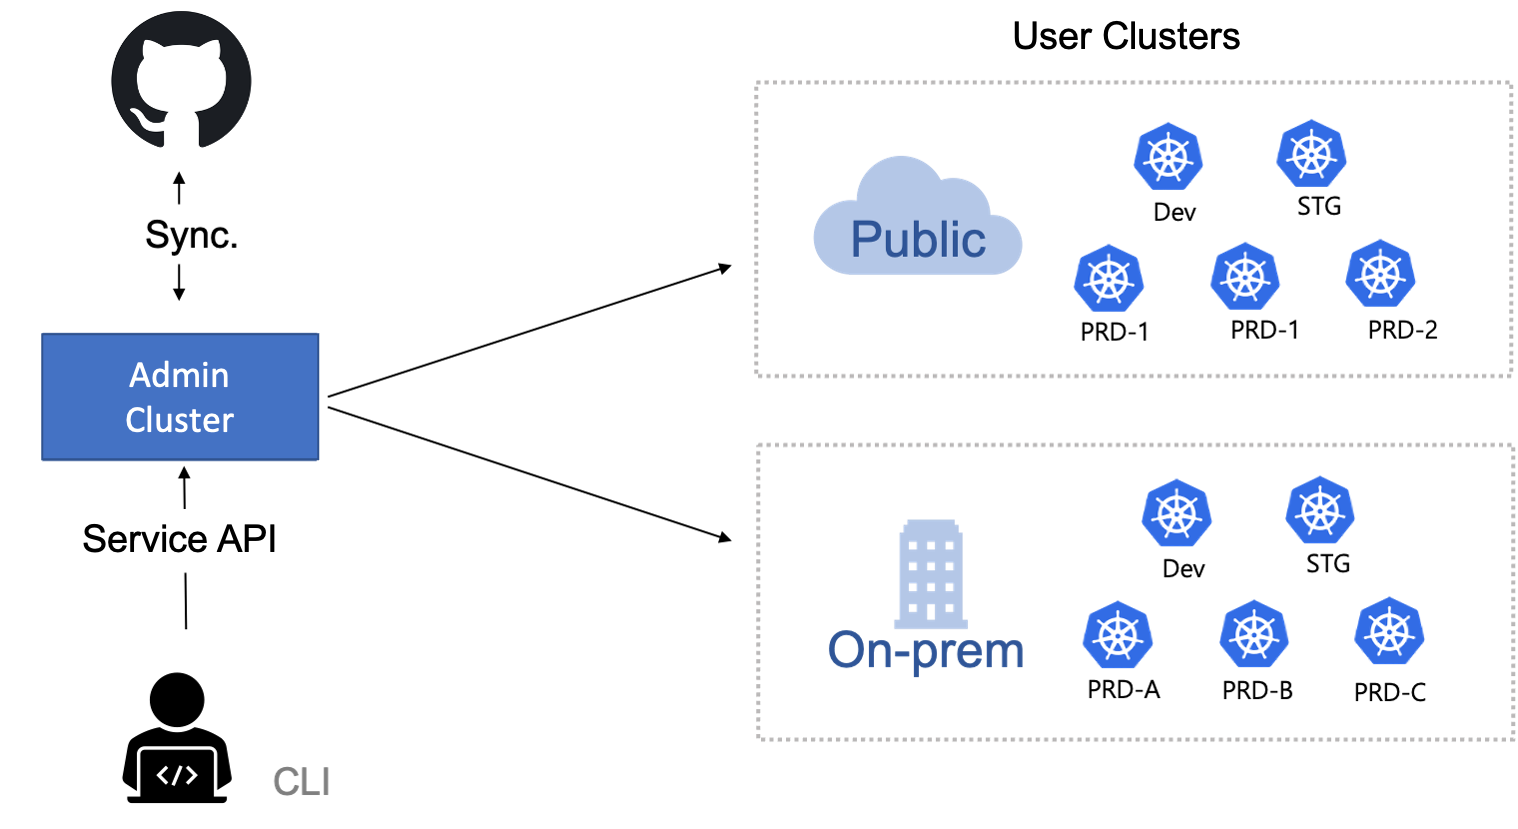 User Clusters
Sync.
Admin
Cluster
Service API
</>
CLI
Public
Dev
STG
PRD-1
PRD-1
PRD-2
On-prem
Dev
STG
PRD-A
PRD-B
PRD-C